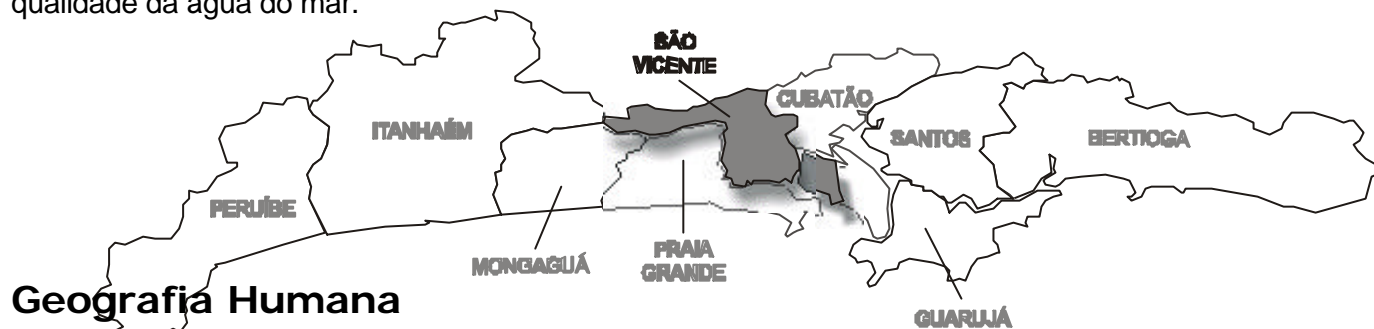 qualidade da água do mar.
SÃO
VICENTE
CUBATÃO
ITANHAÉM
SANTOS
BERTIOGA
PERUÍBE
MONGAGUÁ
PRAIA
GRANDE
GUARUJÁ
Geografia Humana